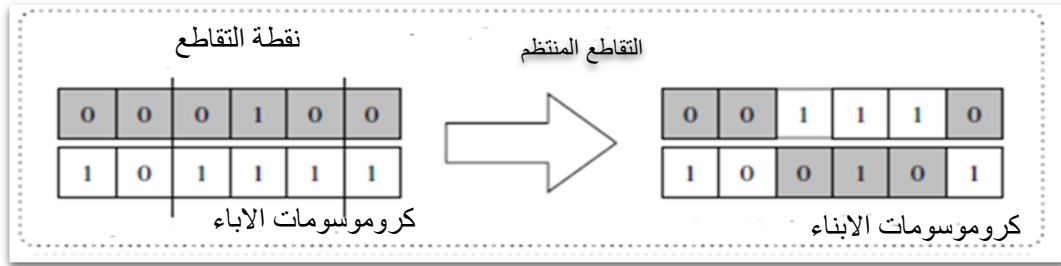 نقطة التقاطع
التقاطع المنتظم
0 0 0 1 0 0
1 0 1 1 1 1
0 0 1 1 1 0
1 0 0 1 0 1
كروموسومات الاباء
كروموسومات الابناء